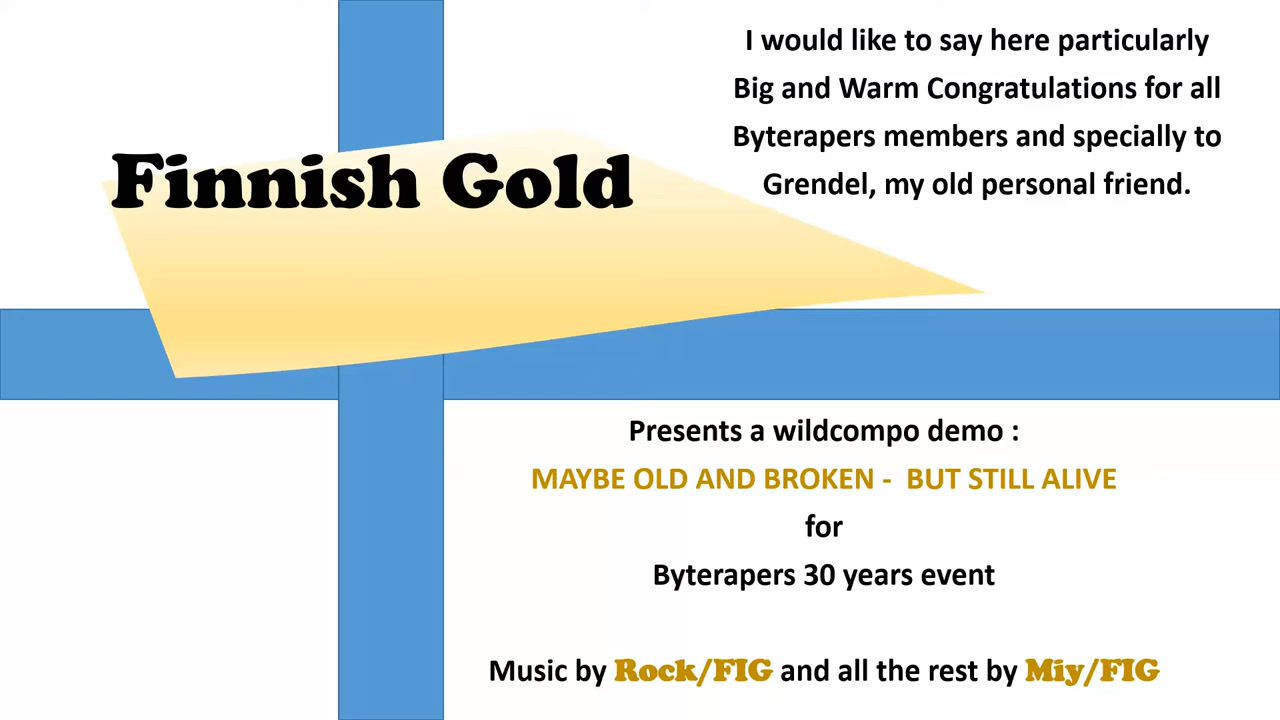 I would like to say here particularly
Big and Warm Congratulations for all
Byterapers members and specially to
Grendel, my old personal friend.
Finnish Gold
Presents a wildcompo demo :
MAYBE OLD AND BROKEN -  BUT STILL ALIVE
for
Byterapers 30 years event
Music by Rock/FIG and all the rest by Miy/FIG